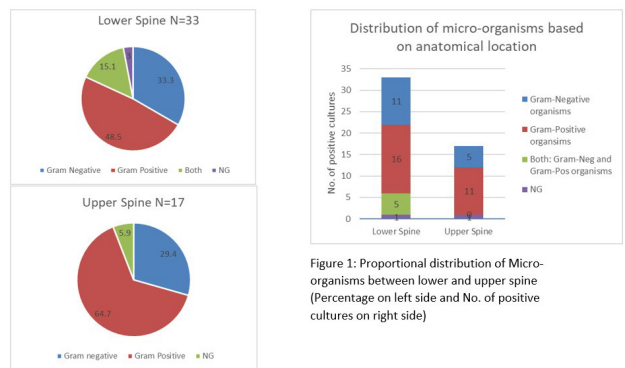 Lower Spine N=33
3
15.1
33.3
48.5
Gram Negative Gram Positive Both NG
Upper Spine N=17
5.9
29.4
64.7
Gram negative Gram Positive NG
Distribution of micro-organisms based
on anatomical location
No. of positive cultures
35
30
25
20
15
10
5
0
11
16
5
1
5
11
0
Lower Spine Upper Spine
Gram-Negative
organisms
Gram-Positive
organsims
Both: Gram-Neg and
Gram-Pos organisms
NG
Figure 1: Proportional distribution of Micro-
organisms between lower and upper spine
(Percentage on left side and No. of positive
cultures on right side)